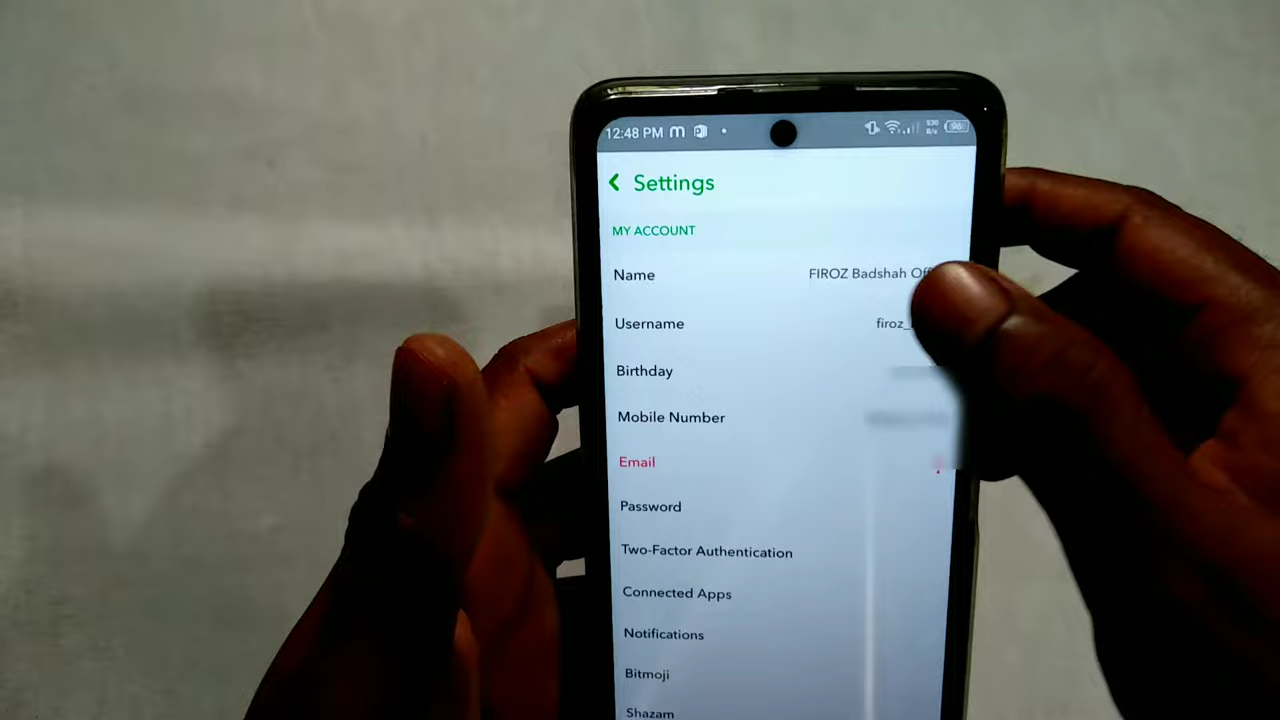 12:48 PM
Settings
MY ACCOUNT
Name FIROZ Badshah
Username firoz_
Birthday
Mobile Number
Email
Password
Two-Factor Authentication
Connected Apps
Notifications
Bitmoji
Shazam